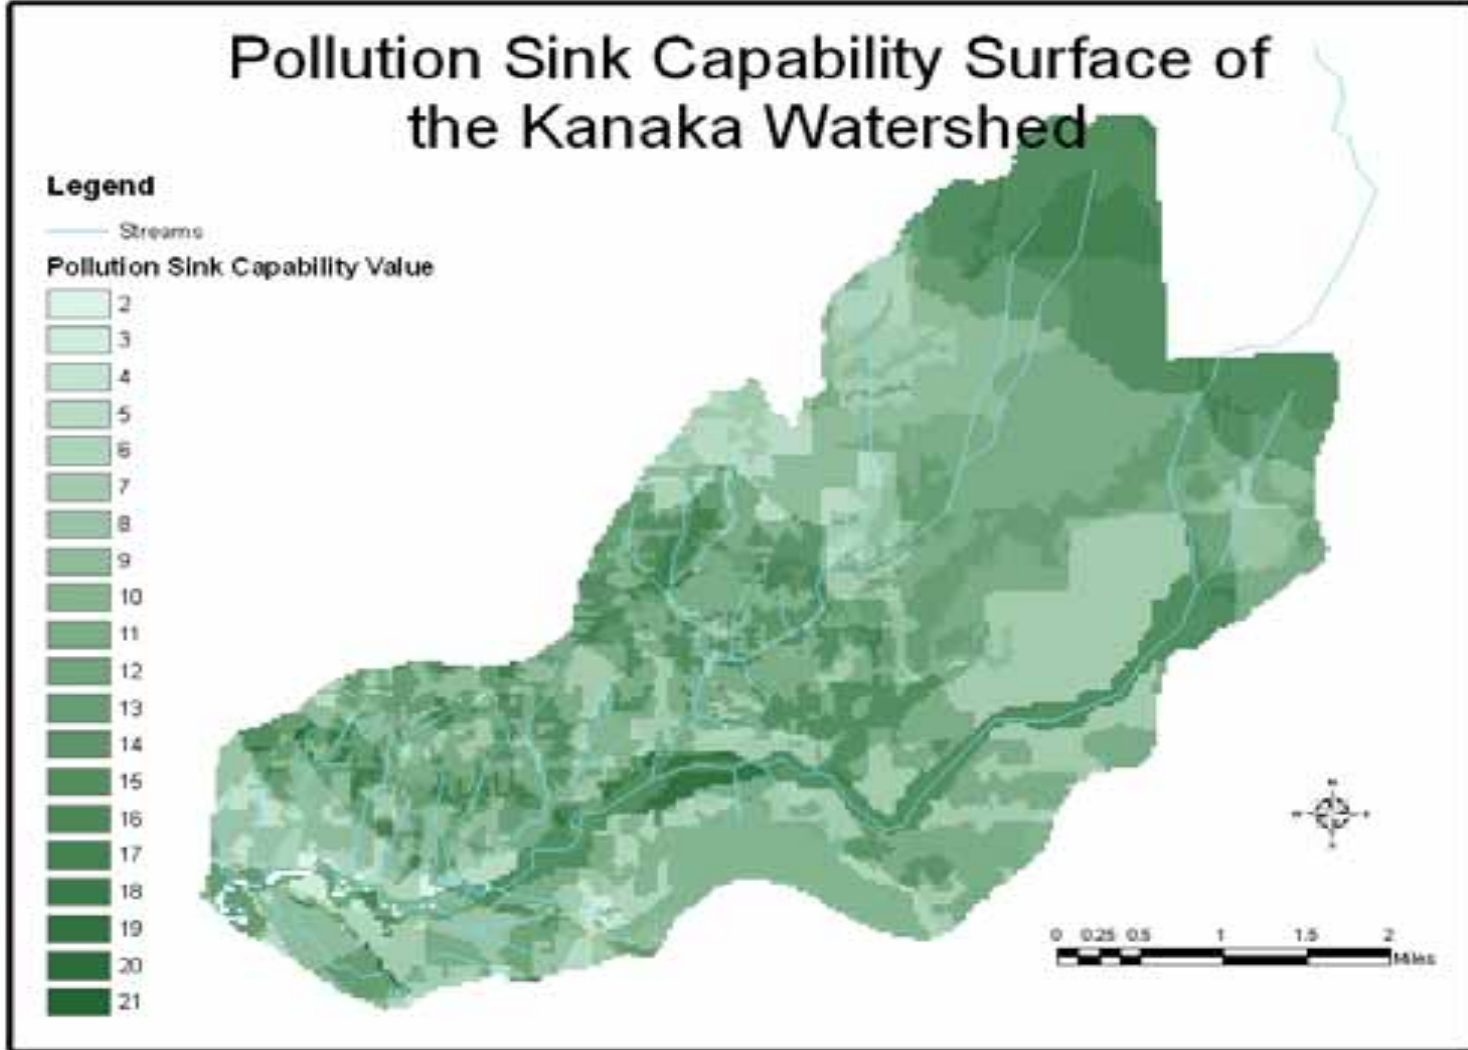 Pollution Sink Capability Surface of
the Kanaka Watershed
Legend
Streams
Pollution Sink Capability Value
2
3
4
5
6
7
8
9
10
11
12
13
14
15
16
17
18
19
20
21
0 0.25 0.5 1 1.5 2
Miles